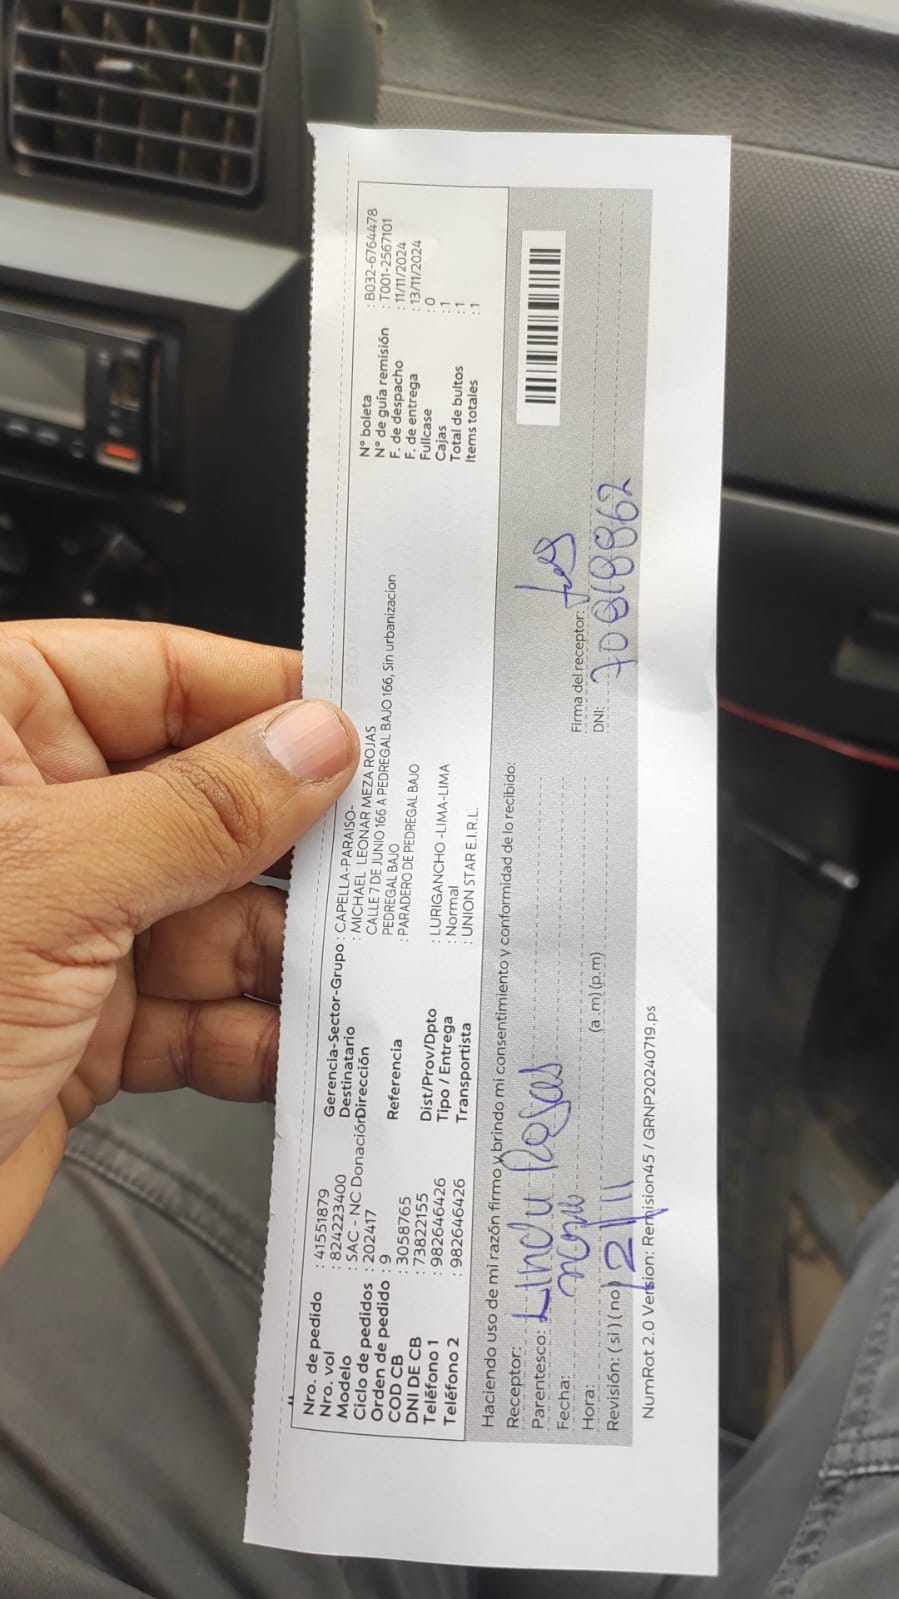 Nro. de pedido : 41551879
Nro. vol : 824223400
Modelo : SAC - NC Donación
Ciclo de pedidos : 202417
Orden de pedido : 9
COD CB : 3058765
DNI DE CB : 73822155
Teléfono 1 : 982646426
Teléfono 2 : 982646426
Gerencia-Sector-Grupo : CAPELLA-PARAISO-
Destinatario : MICHAEL LEONAR MEZA ROJAS
Dirección CALLE 7 DE JUNIO 166 A PEDREGAL BAJO 166, Sin urbanizacion
PEDREGAL BAJO
Referencia : PARADERO DE PEDREGAL BAJO
Dist/Prov/Dpto : LURIGANCHO -LIMA-LIMA
Tipo / Entrega : Normal
Transportista : UNION STAR E.I.R.L.
N° boleta : B032-6764478
N° de guía remisión : T001-2567101
F. de despacho : 11/11/2024
F. de entrega : 13/11/2024
Fullcase : 0
Cajas : 1
Total de bultos : 1
Items totales : 1
Haciendo uso de mi razón firmo y brindo mi consentimiento y conformidad de lo recibido:
Receptor: Rosas
Parentesco:
Fecha:
Hora: (a .m) (p.m)
Revisión: ( si ) ( no)
Firma del receptor:
DNI:
NumRot 2.0 Version: Remision45 / GRNP20240719.ps